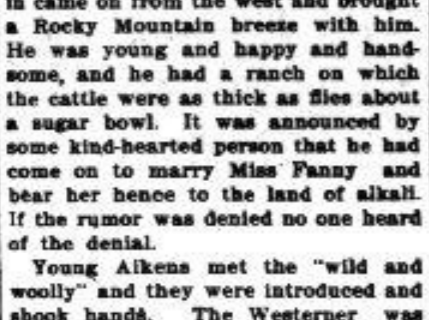 in came on from the west and brought
a Rocky Mountain breeze with him.
He was young and happy and hand-
some, and he had a ranch on which
the cattle were as thick as flies about
a sugar bowl. It was announced by
some kind-hearted person that he had
come on to marry Miss Fanny and
bear her hence to the land of alkali.
If the rumor was denied no one heard
of the denial.
Young Aikens met the "wild and
woolly" and they were introduced and
shook hands. The Westerner was